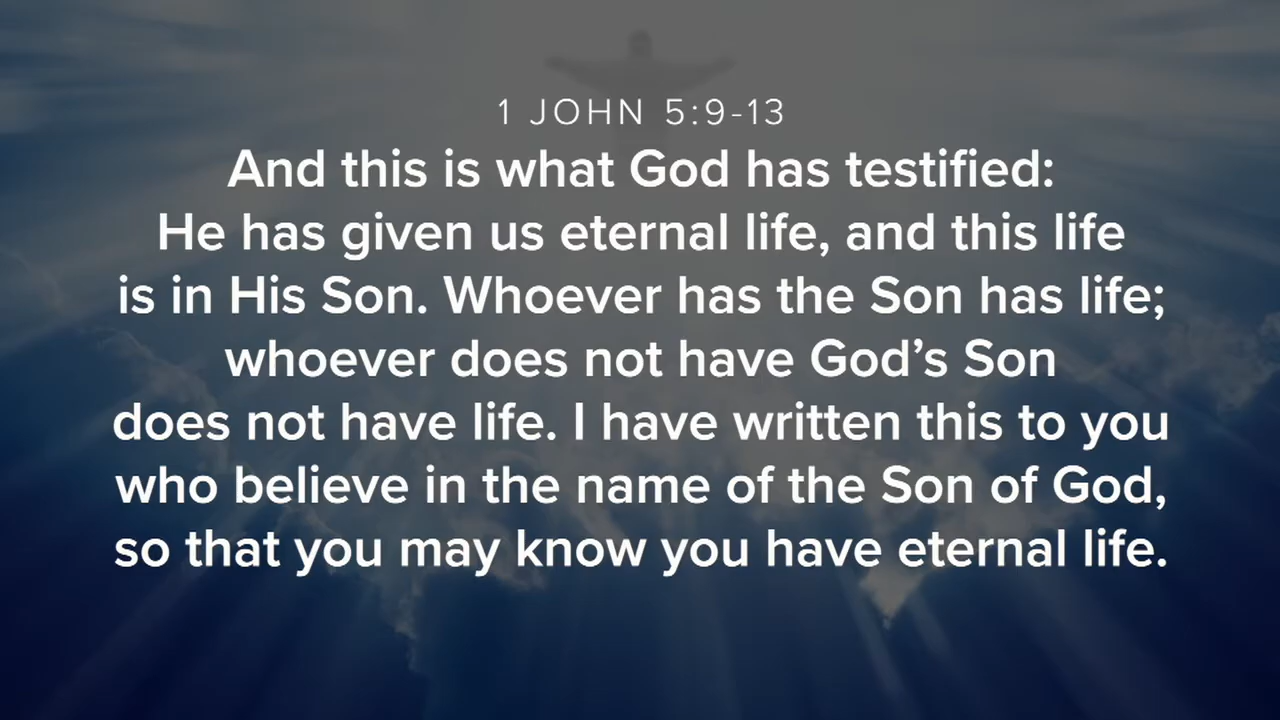 1 JOHN 5:9-13
And this is what God has testified:
He has given us eternal life, and this life
is in His Son. Whoever has the Son has life;
whoever does not have God’s Son
does not have life. I have written this to you
who believe in the name of the Son of God,
so that you may know you have eternal life.